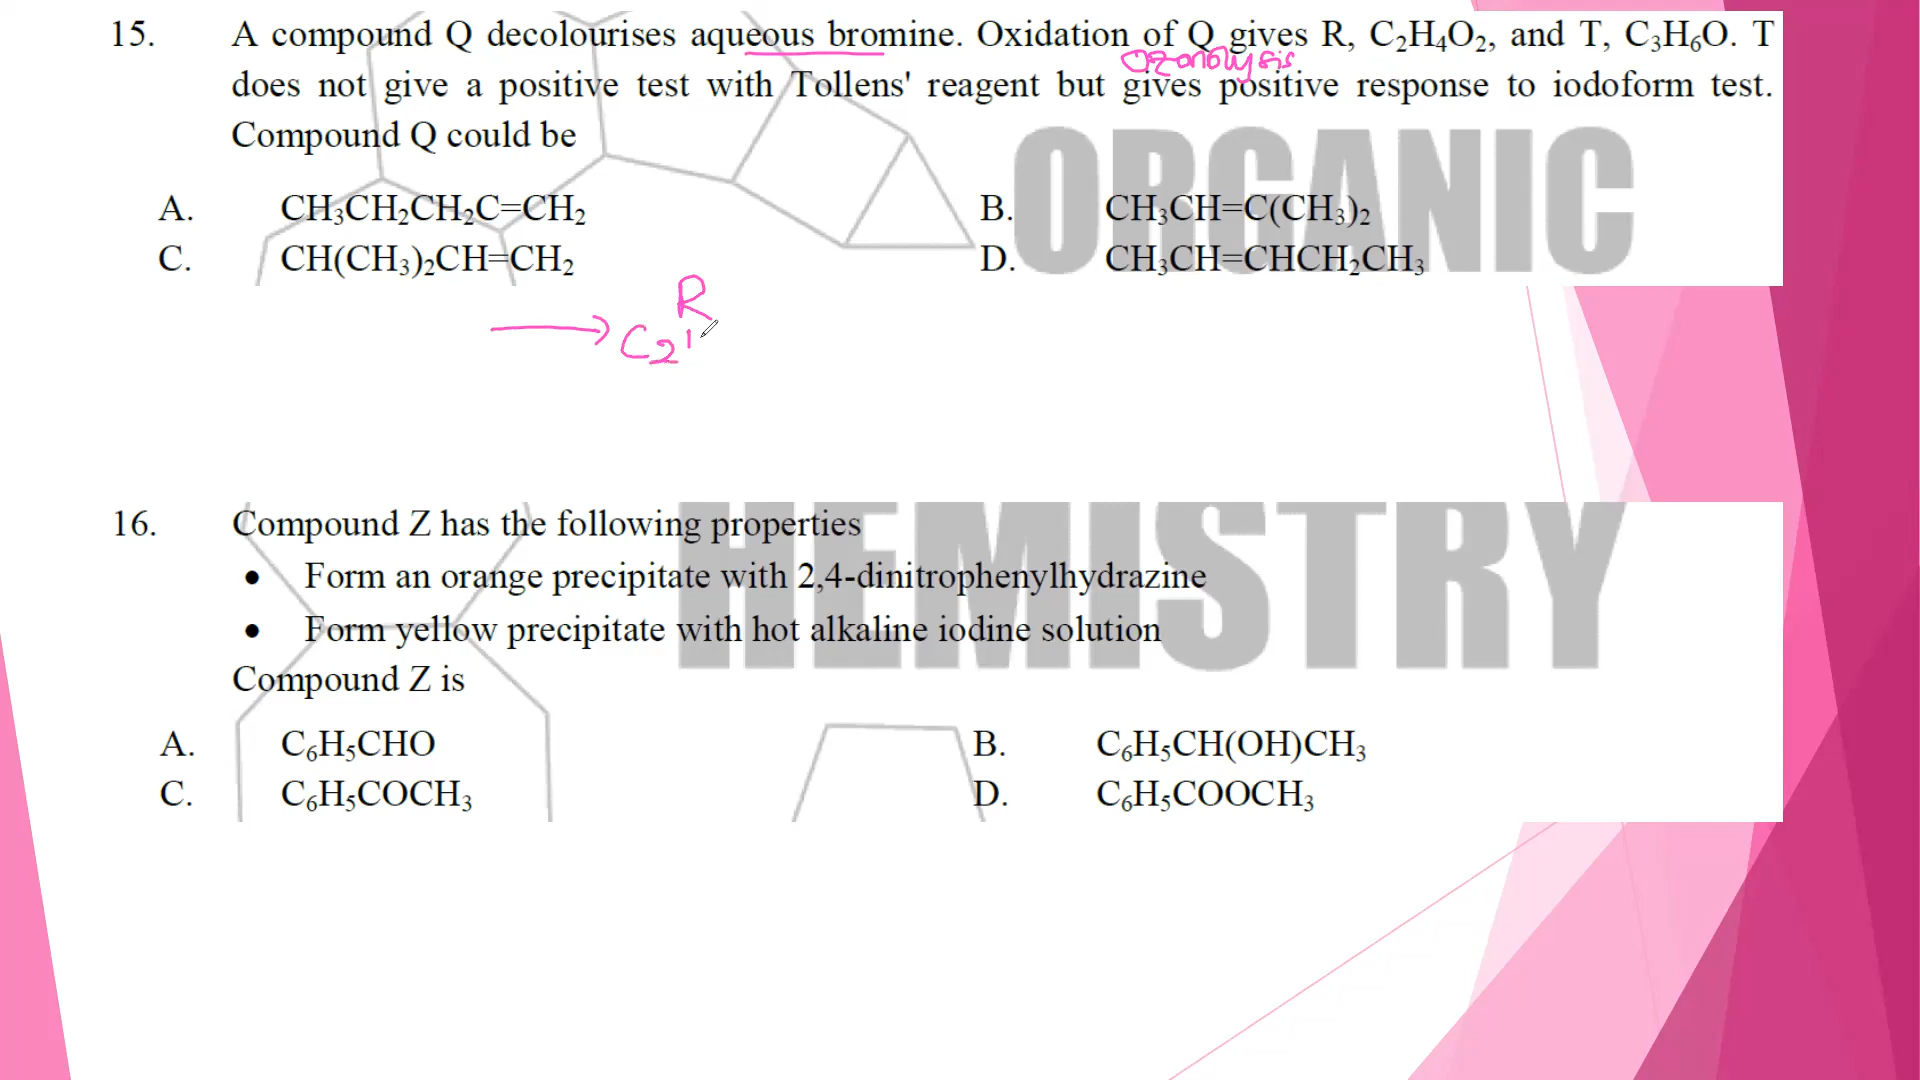 15. A compound Q decolourises aqueous bromine. Oxidation of Q gives R, C₂H₄O₂, and T, C₃H₆O. T
ozonolysis
does not give a positive test with Tollens' reagent but gives positive response to iodoform test.
Compound Q could be
ORGANIC
A. CH₃CH₂CH₂C=CH₂ B. CH₃CH=C(CH₃)₂
C. CH(CH₃)₂CH=CH₂ D. CH₃CH=CHCH₂CH₃
R
→ C₂
16. Compound Z has the following properties
HEMISTRY
• Form an orange precipitate with 2,4-dinitrophenylhydrazine
• Form yellow precipitate with hot alkaline iodine solution
Compound Z is
A. C₆H₅CHO B. C₆H₅CH(OH)CH₃
C. C₆H₅COCH₃ D. C₆H₅COOCH₃